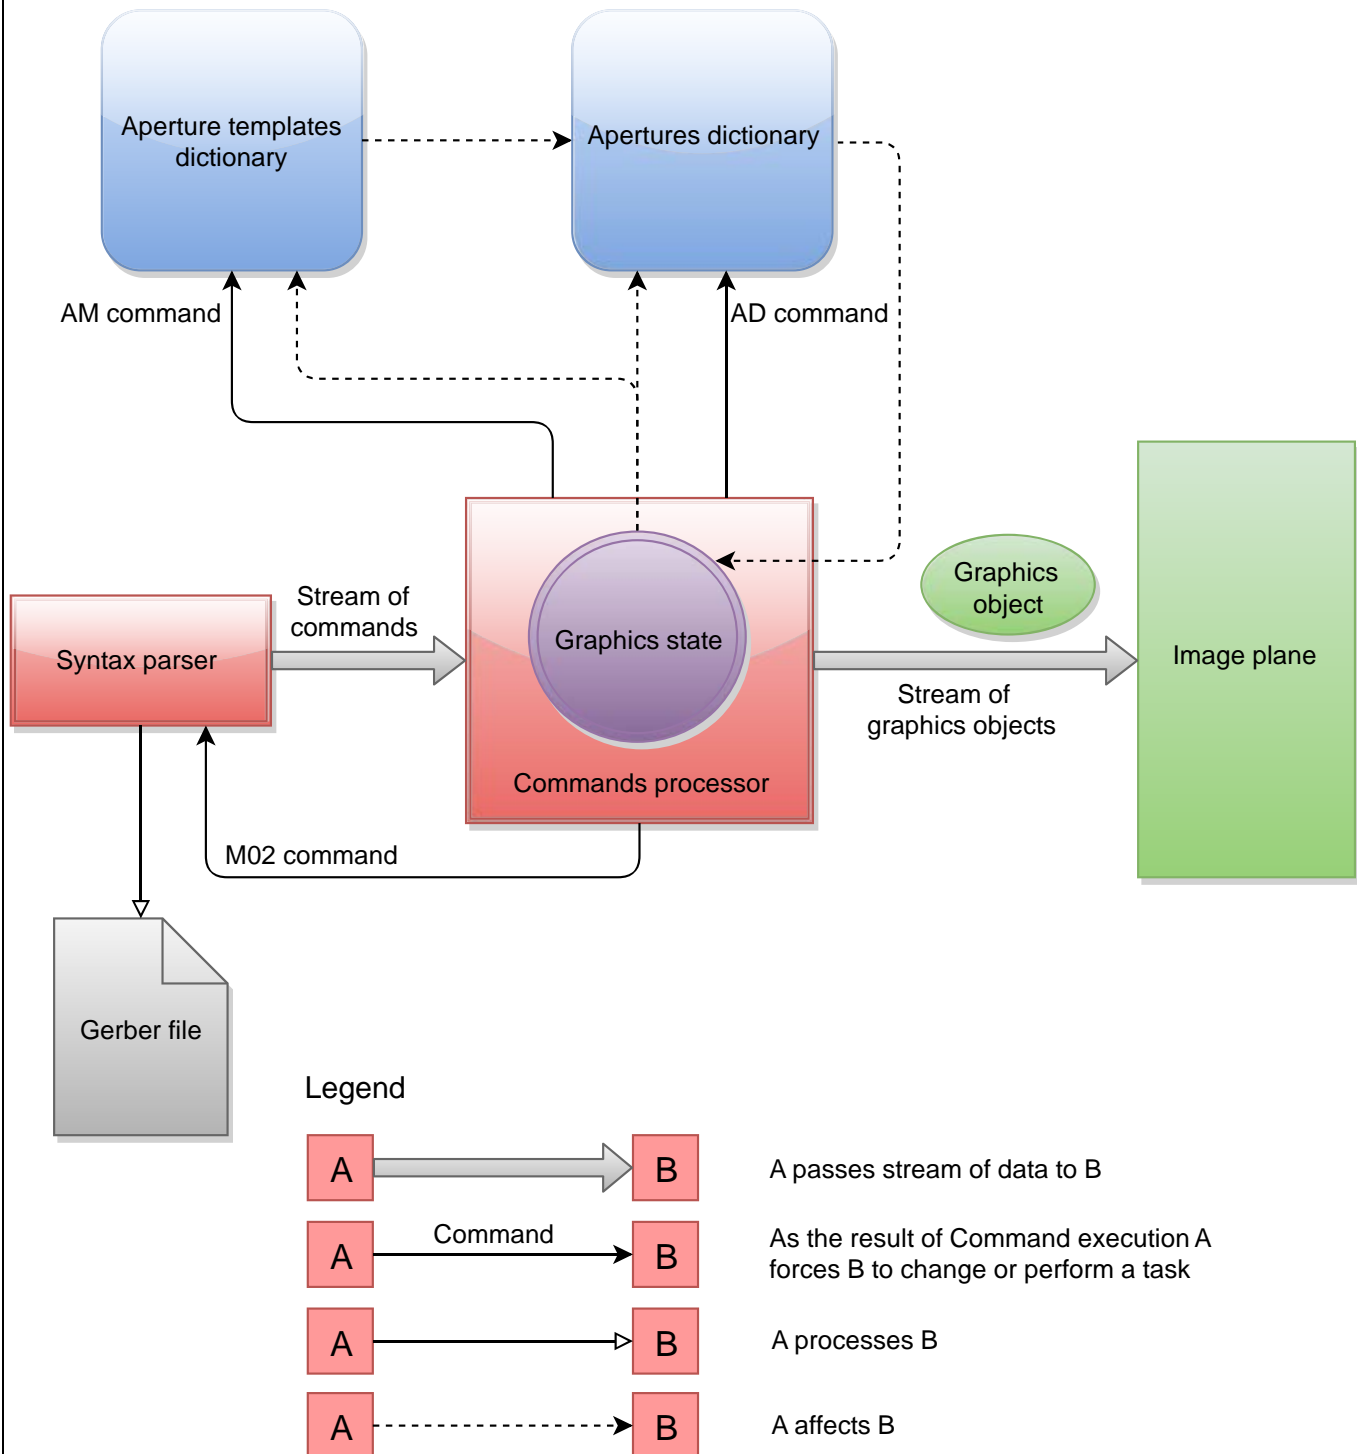 Aperture templates
dictionary
Apertures dictionary
AM command
AD command
Stream of
commands
Syntax parser
Graphics state
Commands processor
Graphics
object
Stream of
graphics objects
Image plane
M02 command
Gerber file
Legend
A
B
A passes stream of data to B
A
Command
B
As the result of Command execution A
forces B to change or perform a task
A
B
A processes B
A
B
A affects B